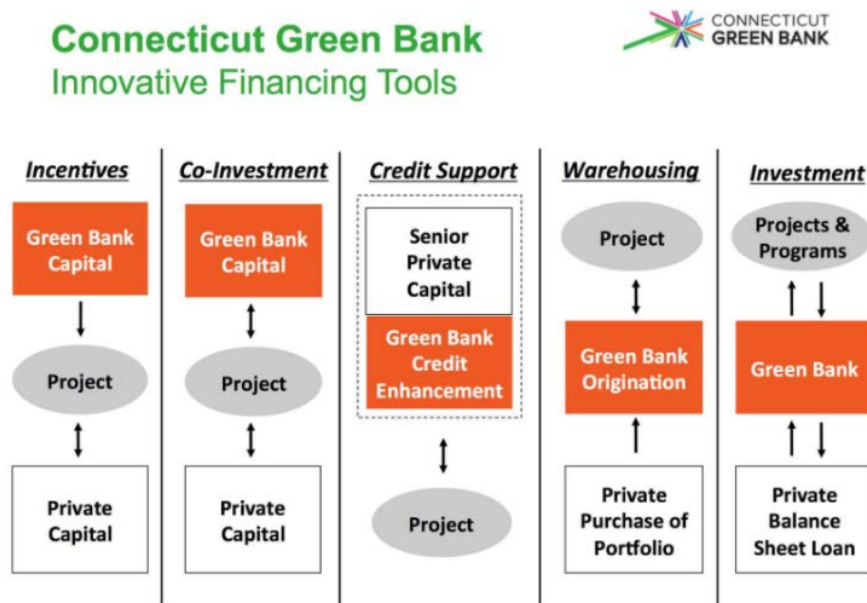 Connecticut Green Bank
Innovative Financing Tools
CONNECTICUT
GREEN BANK
Incentives
Green Bank
Capital
Project
Private
Capital
Co-Investment
Green Bank
Capital
Project
Private
Capital
Credit Support
Senior
Private
Capital
Green Bank
Credit
Enhancement
Project
Warehousing
Project
Green Bank
Origination
Private
Purchase of
Portfolio
Investment
Projects &
Programs
Green Bank
Private
Balance
Sheet Loan